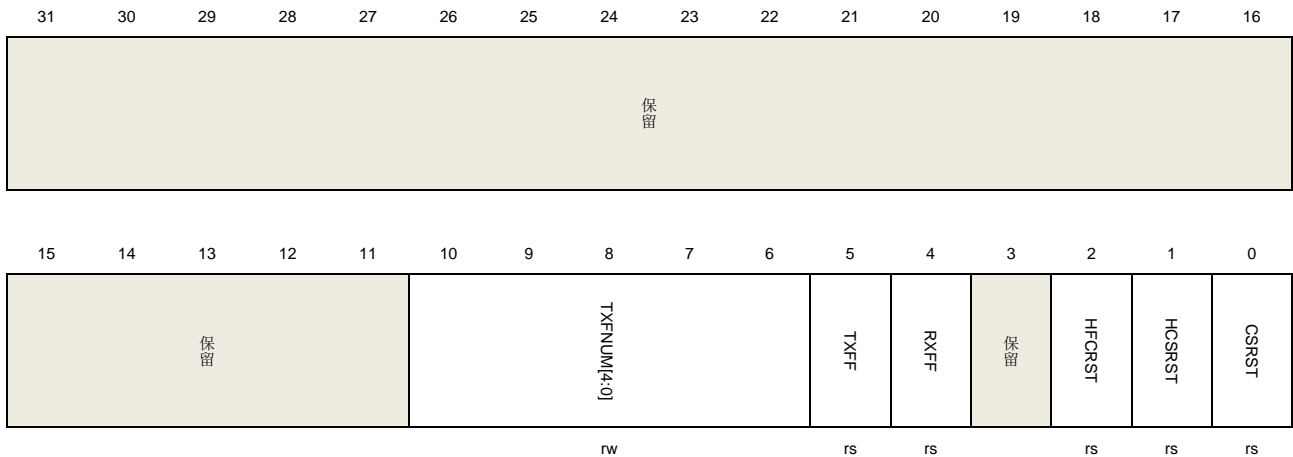 31 30 29 28 27 26 25 24 23 22 21 20 19 18 17 16
保留
15 14 13 12 11 10 9 8 7 6 5 4 3 2 1 0
保留 TXFNUM[4:0] TXFF RXFF 保留 HFCRST HCSRST CSRST
rw rs rs rs rs rs